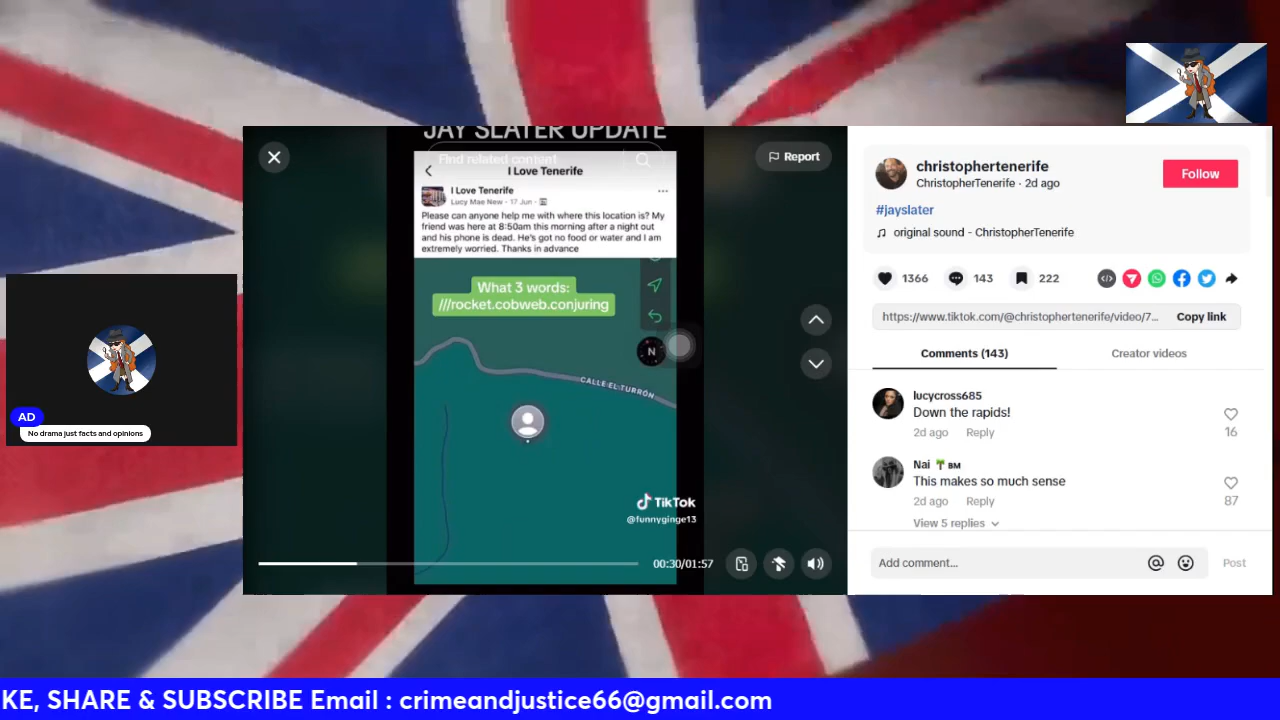 JAY SLATER UPDATE
Find related content
Report
I Love Tenerife
I Love Tenerife
Lucy Mae New · 17 Jun ·
Please can anyone help me with where this location is? My
friend was here at 8:50am this morning after a night out
and his phone is dead. He's got no food or water and I am
extremely worried. Thanks in advance
What 3 words:
///rocket.cobweb.conjuring
N
CALLE EL TURRÓN
TikTok
@funnyginge13
00:30/01:57
christophertenerife
ChristopherTenerife · 2d ago
Follow
#jayslater
original sound - ChristopherTenerife
1366
143
222
https://www.tiktok.com/@christophertenerife/video/7...
Copy link
Comments (143)
Creator videos
lucycross685
Down the rapids!
2d ago Reply
16
Nai 🌴 ʙᴍ
This makes so much sense
2d ago Reply
87
View 5 replies
Add comment...
Post
AD
No drama just facts and opinions
KE, SHARE & SUBSCRIBE Email : crimeandjustice66@gmail.com